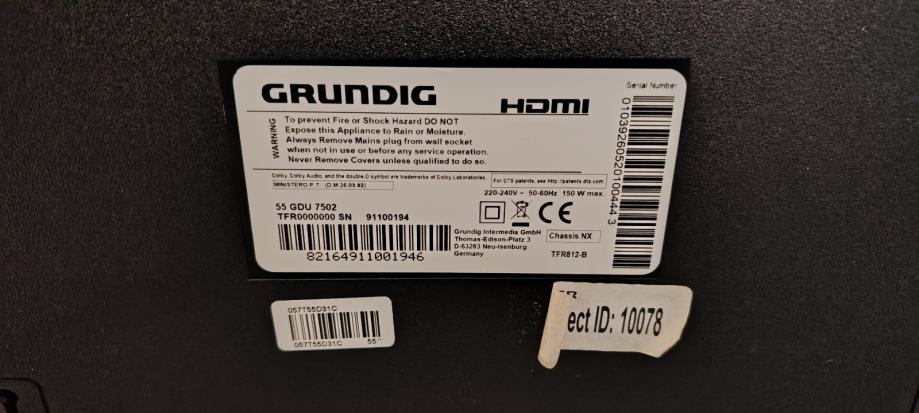 GRUNDIG
HDMI
Serial Number
WARNING
To prevent Fire or Shock Hazard DO NOT
Expose this Appliance to Rain or Moisture.
Always Remove Mains plug from wall socket
when not in use or before any service operation.
Never Remove Covers unless qualified to do so.
Dolby, Dolby Audio, and the double-D symbol are trademarks of Dolby Laboratories.
For DTS patents, see http://patents.dts.com
MINISTERO P.T. (D.M.26.03.92)
220-240V ~ 50-60Hz 150 W max.
55 GDU 7502
TFR0000000 SN 91100194
82164911001946
CE
Grundig Intermedia GmbH
Thomas-Edison-Platz 3
D-63263 Neu-Isenburg
Germany
Chassis NX
TFR812-B
01039260520100444 3
057T55D31C
057T55D31C 55"
ect ID: 10078